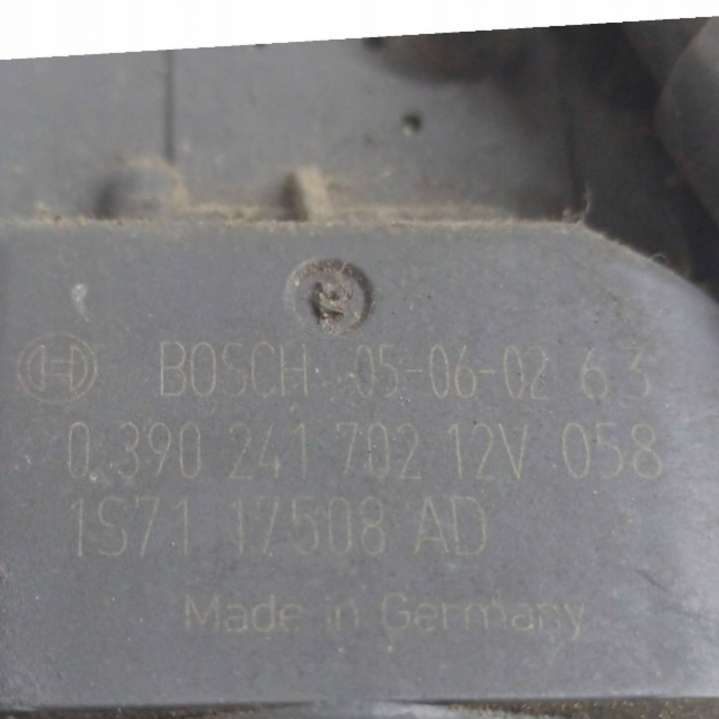 BOSCH 05-06-02 63
0 390 241 702 12V 058
1S71 17508 AD
Made in Germany